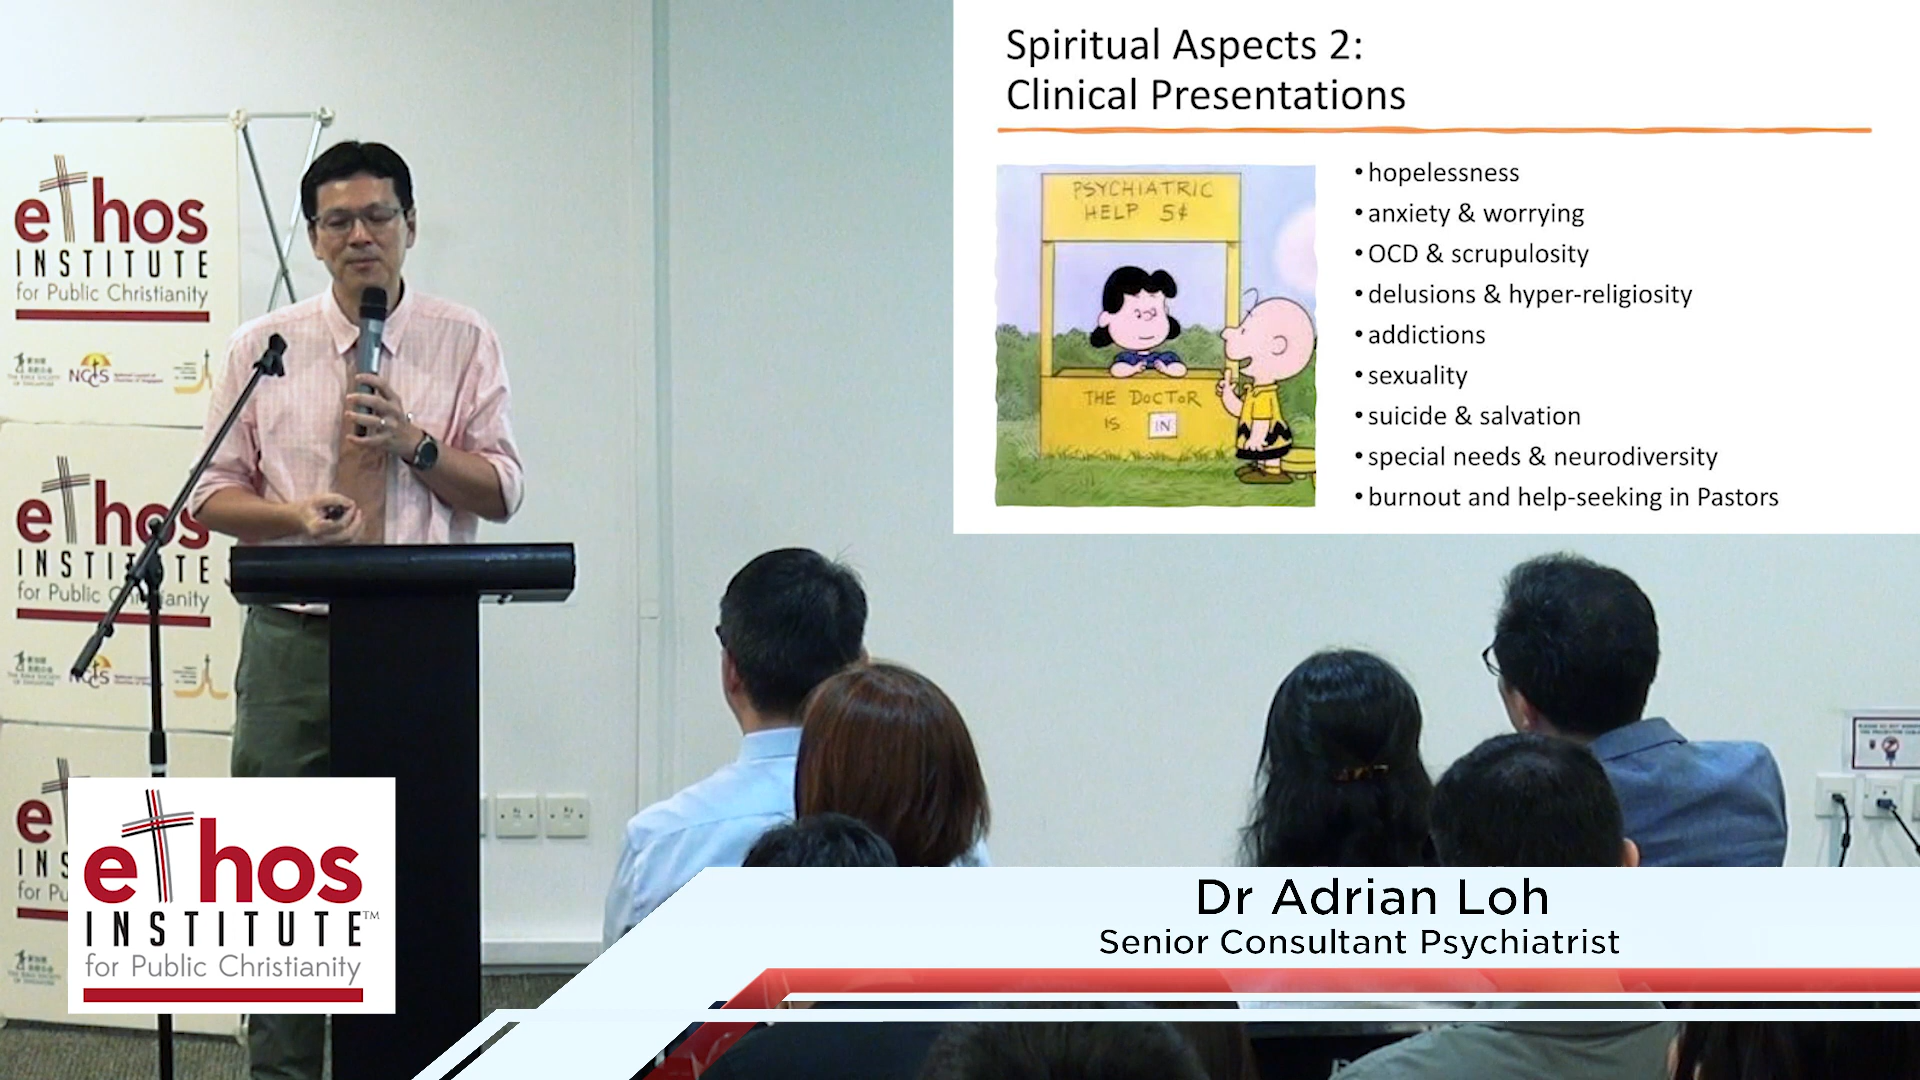 Spiritual Aspects 2:
Clinical Presentations
PSYCHIATRIC
HELP 5¢
THE DOCTOR
IS IN
• hopelessness
• anxiety & worrying
• OCD & scrupulosity
• delusions & hyper-religiosity
• addictions
• sexuality
• suicide & salvation
• special needs & neurodiversity
• burnout and help-seeking in Pastors
ethos
INSTITUTE
for Public Christianity
NCCS
ethos
INSTITUTE
for Public Christianity
NCCS
ethos
INSTITUTE™
for Public Christianity
Dr Adrian Loh
Senior Consultant Psychiatrist